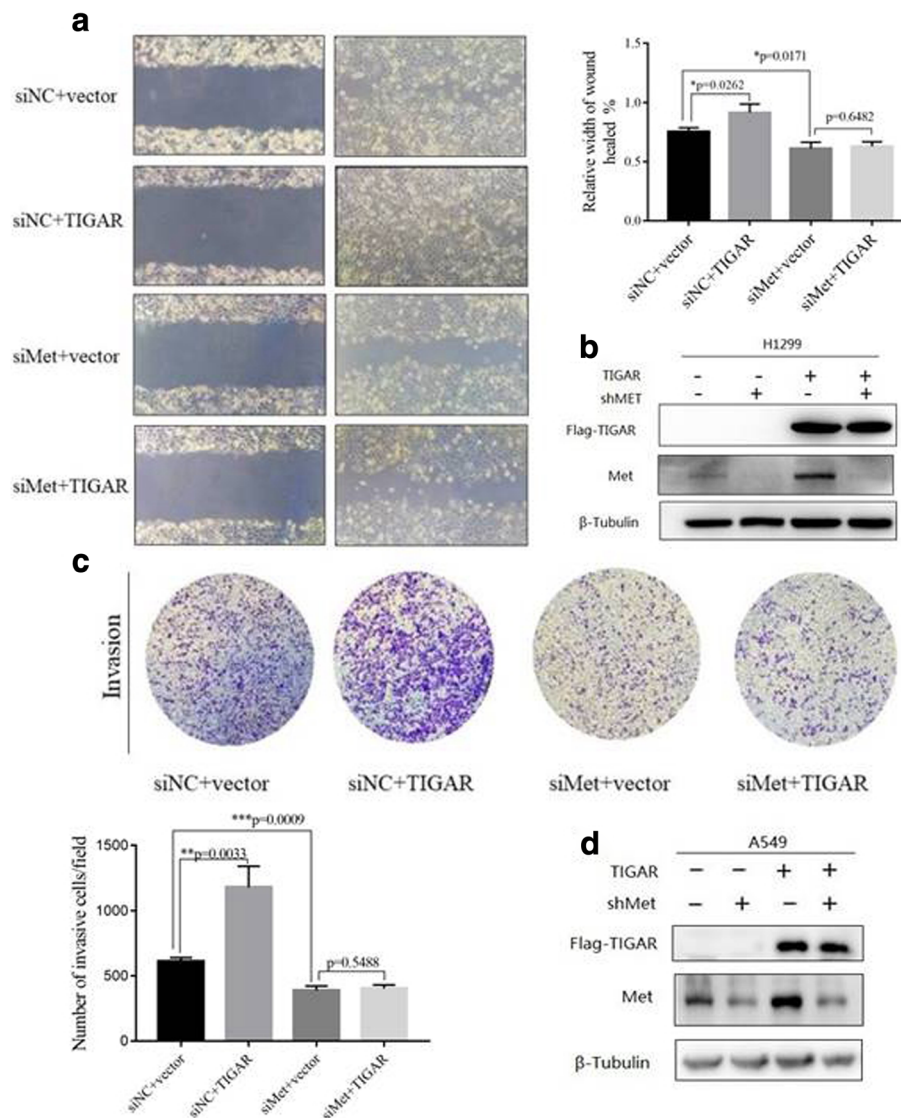 a
siNC+vector
siNC+TIGAR
siMet+vector
siMet+TIGAR
Relative width of wound
healed %
1.5
1.0
0.5
0.0
*p=0.0171
*p=0.0262
p=0.6482
siNC+vector
siNC+TIGAR
siMet+vector
siMet+TIGAR
b
H1299
TIGAR - - + +
shMET - + - +
Flag-TIGAR
Met
β-Tubulin
c
Invasion
siNC+vector siNC+TIGAR siMet+vector siMet+TIGAR
Number of invasive cells/field
1500
1000
500
0
***p=0.0009
**p=0.0033
p=0.5488
siNC+vector
siNC+TIGAR
siMet+vector
siMet+TIGAR
d
A549
TIGAR - - + +
shMet - + - +
Flag-TIGAR
Met
β-Tubulin